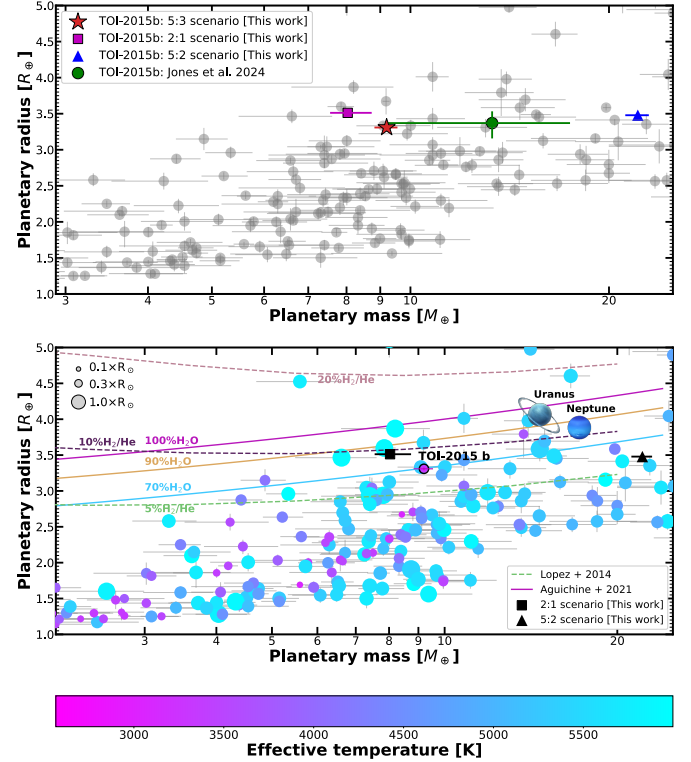 TOI-2015b: 5:3 scenario [This work]
TOI-2015b: 2:1 scenario [This work]
TOI-2015b: 5:2 scenario [This work]
TOI-2015b: Jones et al. 2024
Planetary radius [R⊕]
5.0
4.5
4.0
3.5
3.0
2.5
2.0
1.5
1.0
3 4 5 6 7 8 9 10 20
Planetary mass [M⊕]
Planetary radius [R⊕]
5.0
4.5
4.0
3.5
3.0
2.5
2.0
1.5
1.0
0.1×R⊙
0.3×R⊙
1.0×R⊙
20%H₂/He
Uranus
Neptune
10%H₂/He
100%H₂O
90%H₂O
TOI-2015 b
70%H₂O
5%H₂/He
Lopez + 2014
Aguichine + 2021
2:1 scenario [This work]
5:2 scenario [This work]
3 4 5 6 7 8 9 10 20
Planetary mass [M⊕]
3000 3500 4000 4500 5000 5500
Effective temperature [K]